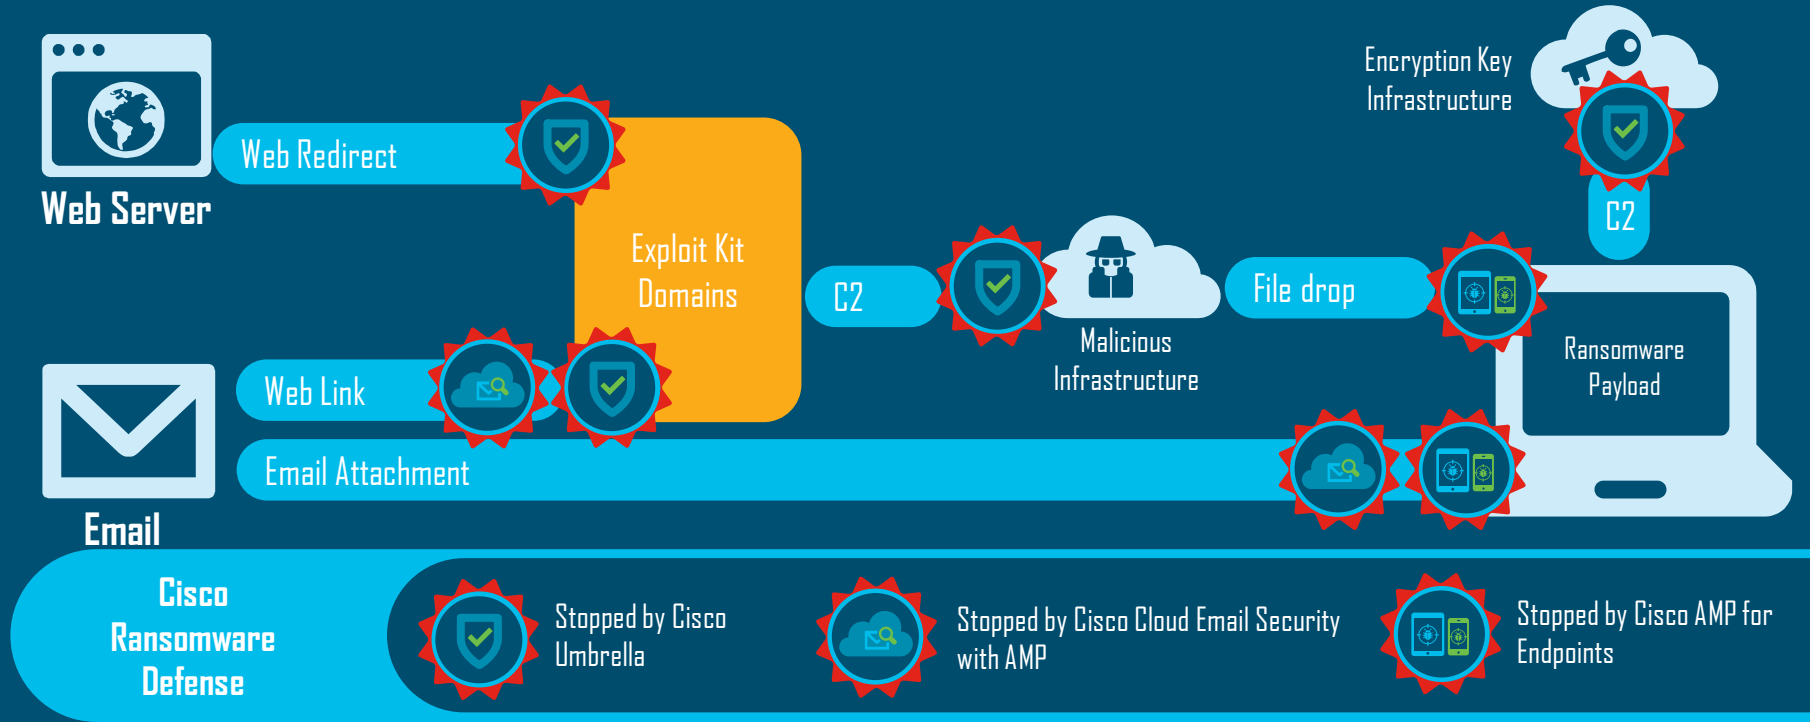 Encryption Key
Infrastructure
Web Redirect
Web Server
C2
Exploit Kit
Domains
C2
File drop
Malicious
Infrastructure
Ransomware
Payload
Web Link
Email Attachment
Email
Cisco
Ransomware
Defense
Stopped by Cisco
Umbrella
Stopped by Cisco Cloud Email Security
with AMP
Stopped by Cisco AMP for
Endpoints